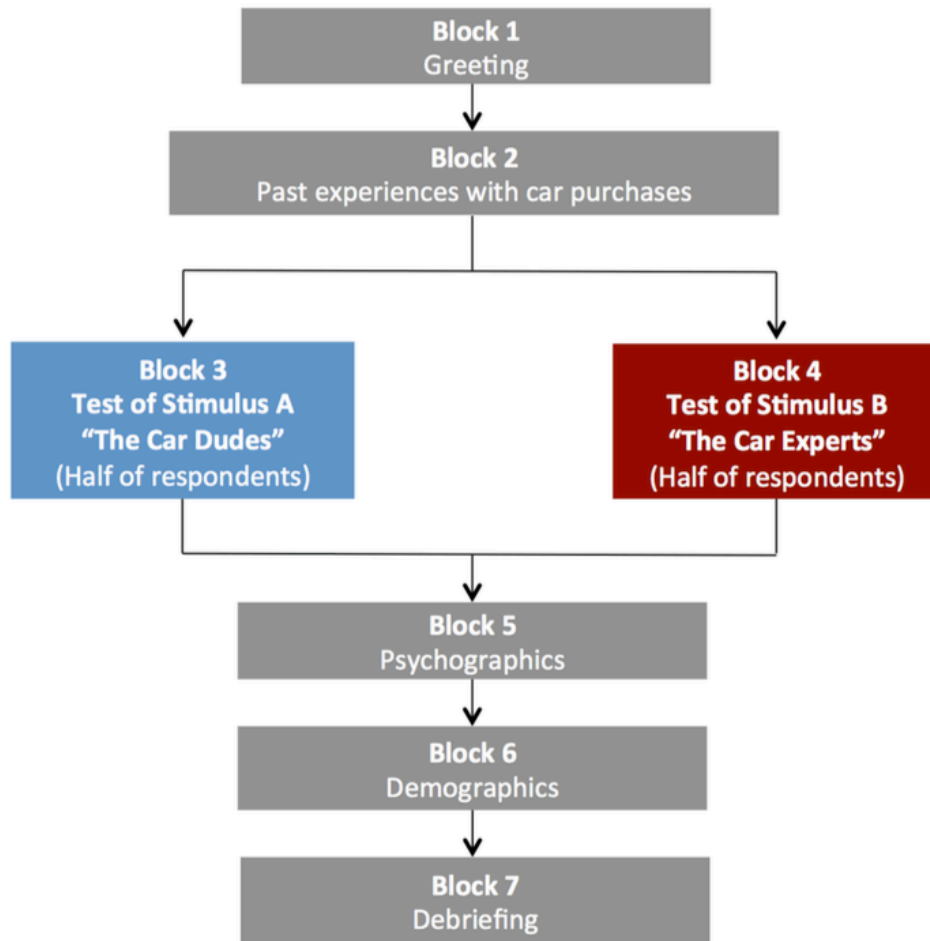 Block 1
Greeting
Block 2
Past experiences with car purchases
Block 3
Test of Stimulus A
“The Car Dudes”
(Half of respondents)
Block 4
Test of Stimulus B
“The Car Experts”
(Half of respondents)
Block 5
Psychographics
Block 6
Demographics
Block 7
Debriefing